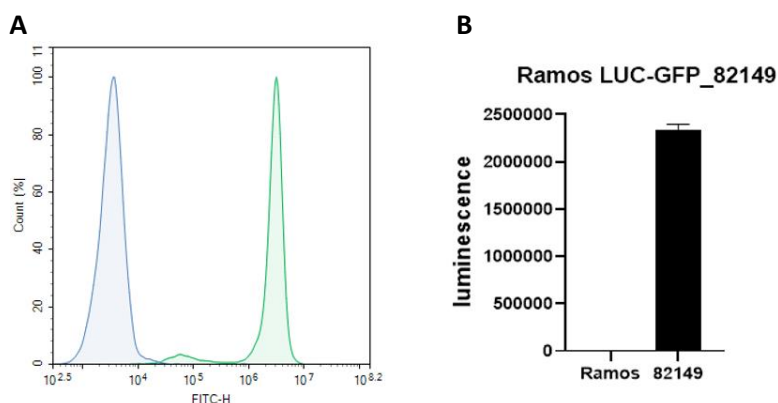 A
B
Ramos LUC-GFP_82149
Count [%]
11
100
80
60
40
20
0
10^2.5
10^4
10^5
10^6
10^7
10^8.2
FITC-H
luminescence
2500000
2000000
1500000
1000000
500000
0
Ramos 82149